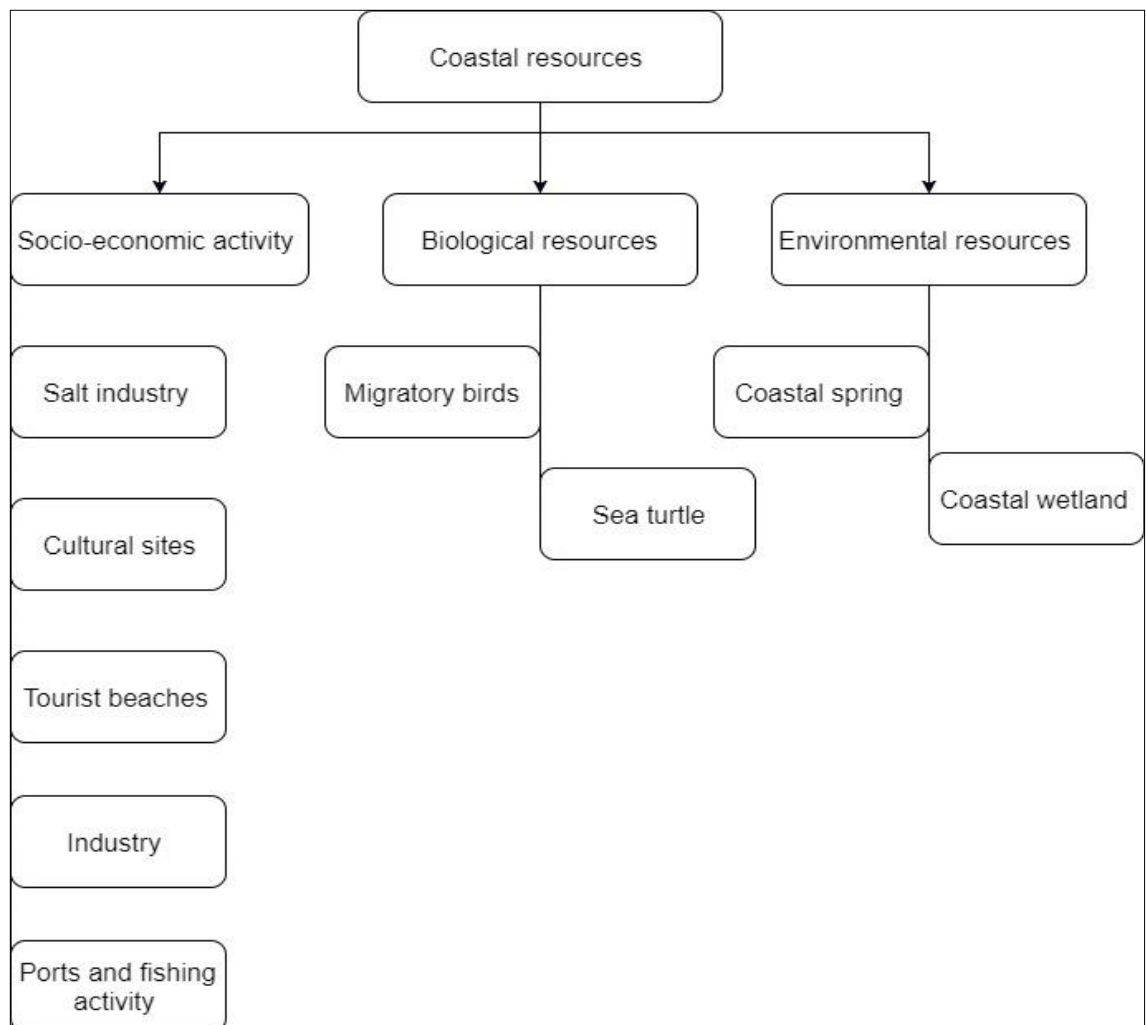 Coastal resources
Socio-economic activity
Biological resources
Environmental resources
Salt industry
Migratory birds
Coastal spring
Sea turtle
Coastal wetland
Cultural sites
Tourist beaches
Industry
Ports and fishing
activity